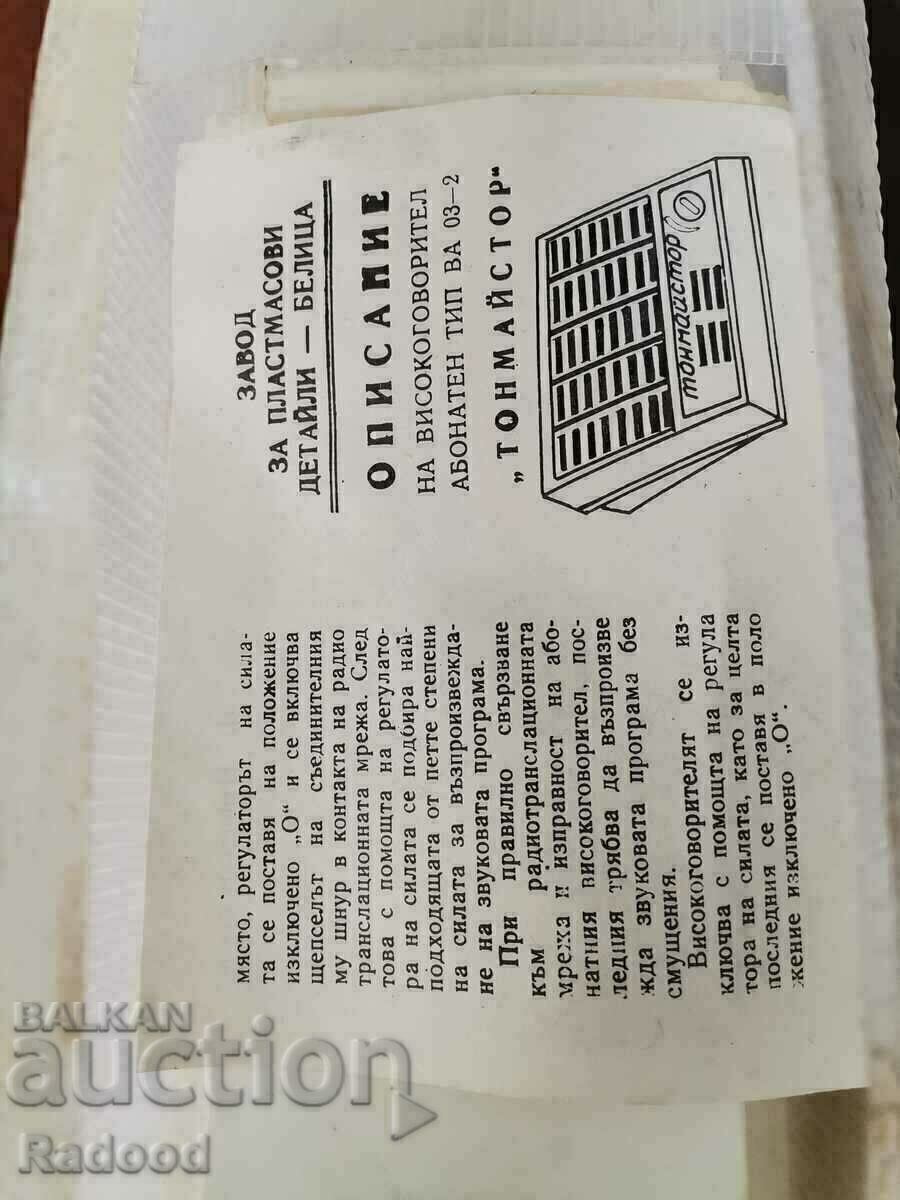 ЗАВОД
ЗА ПЛАСТМАСОВИ
ДЕТАЙЛИ — БЕЛИЦА
ОПИСАНИЕ
НА ВИСОКОГОВОРИТЕЛ
АБОНАТЕН ТИП ВА 03—2
„ТОНМАЙСТОР“
тонмайстор
място, регулаторът на сила-
та се поставя на положение
изключено „О“ и се включва
щепселът на съединителния
му шнур в контакта на радио
транслационната мрежа. След
това с помощта на регулато-
ра на силата се подбира най-
подходящата от петте степени
на силата за възпроизвежда-
не на звуковата програма.
При правилно свързване
към радиотранслационната
мрежа и изправност на або-
натния високоговорител, пос-
ледния трябва да възпроизве
жда звуковата програма без
смущения.
Високоговорителят се из-
ключва с помощта на регула
тора на силата, като за целта
последния се поставя в поло
жение изключено „О“.
BALKAN
auction
Radood